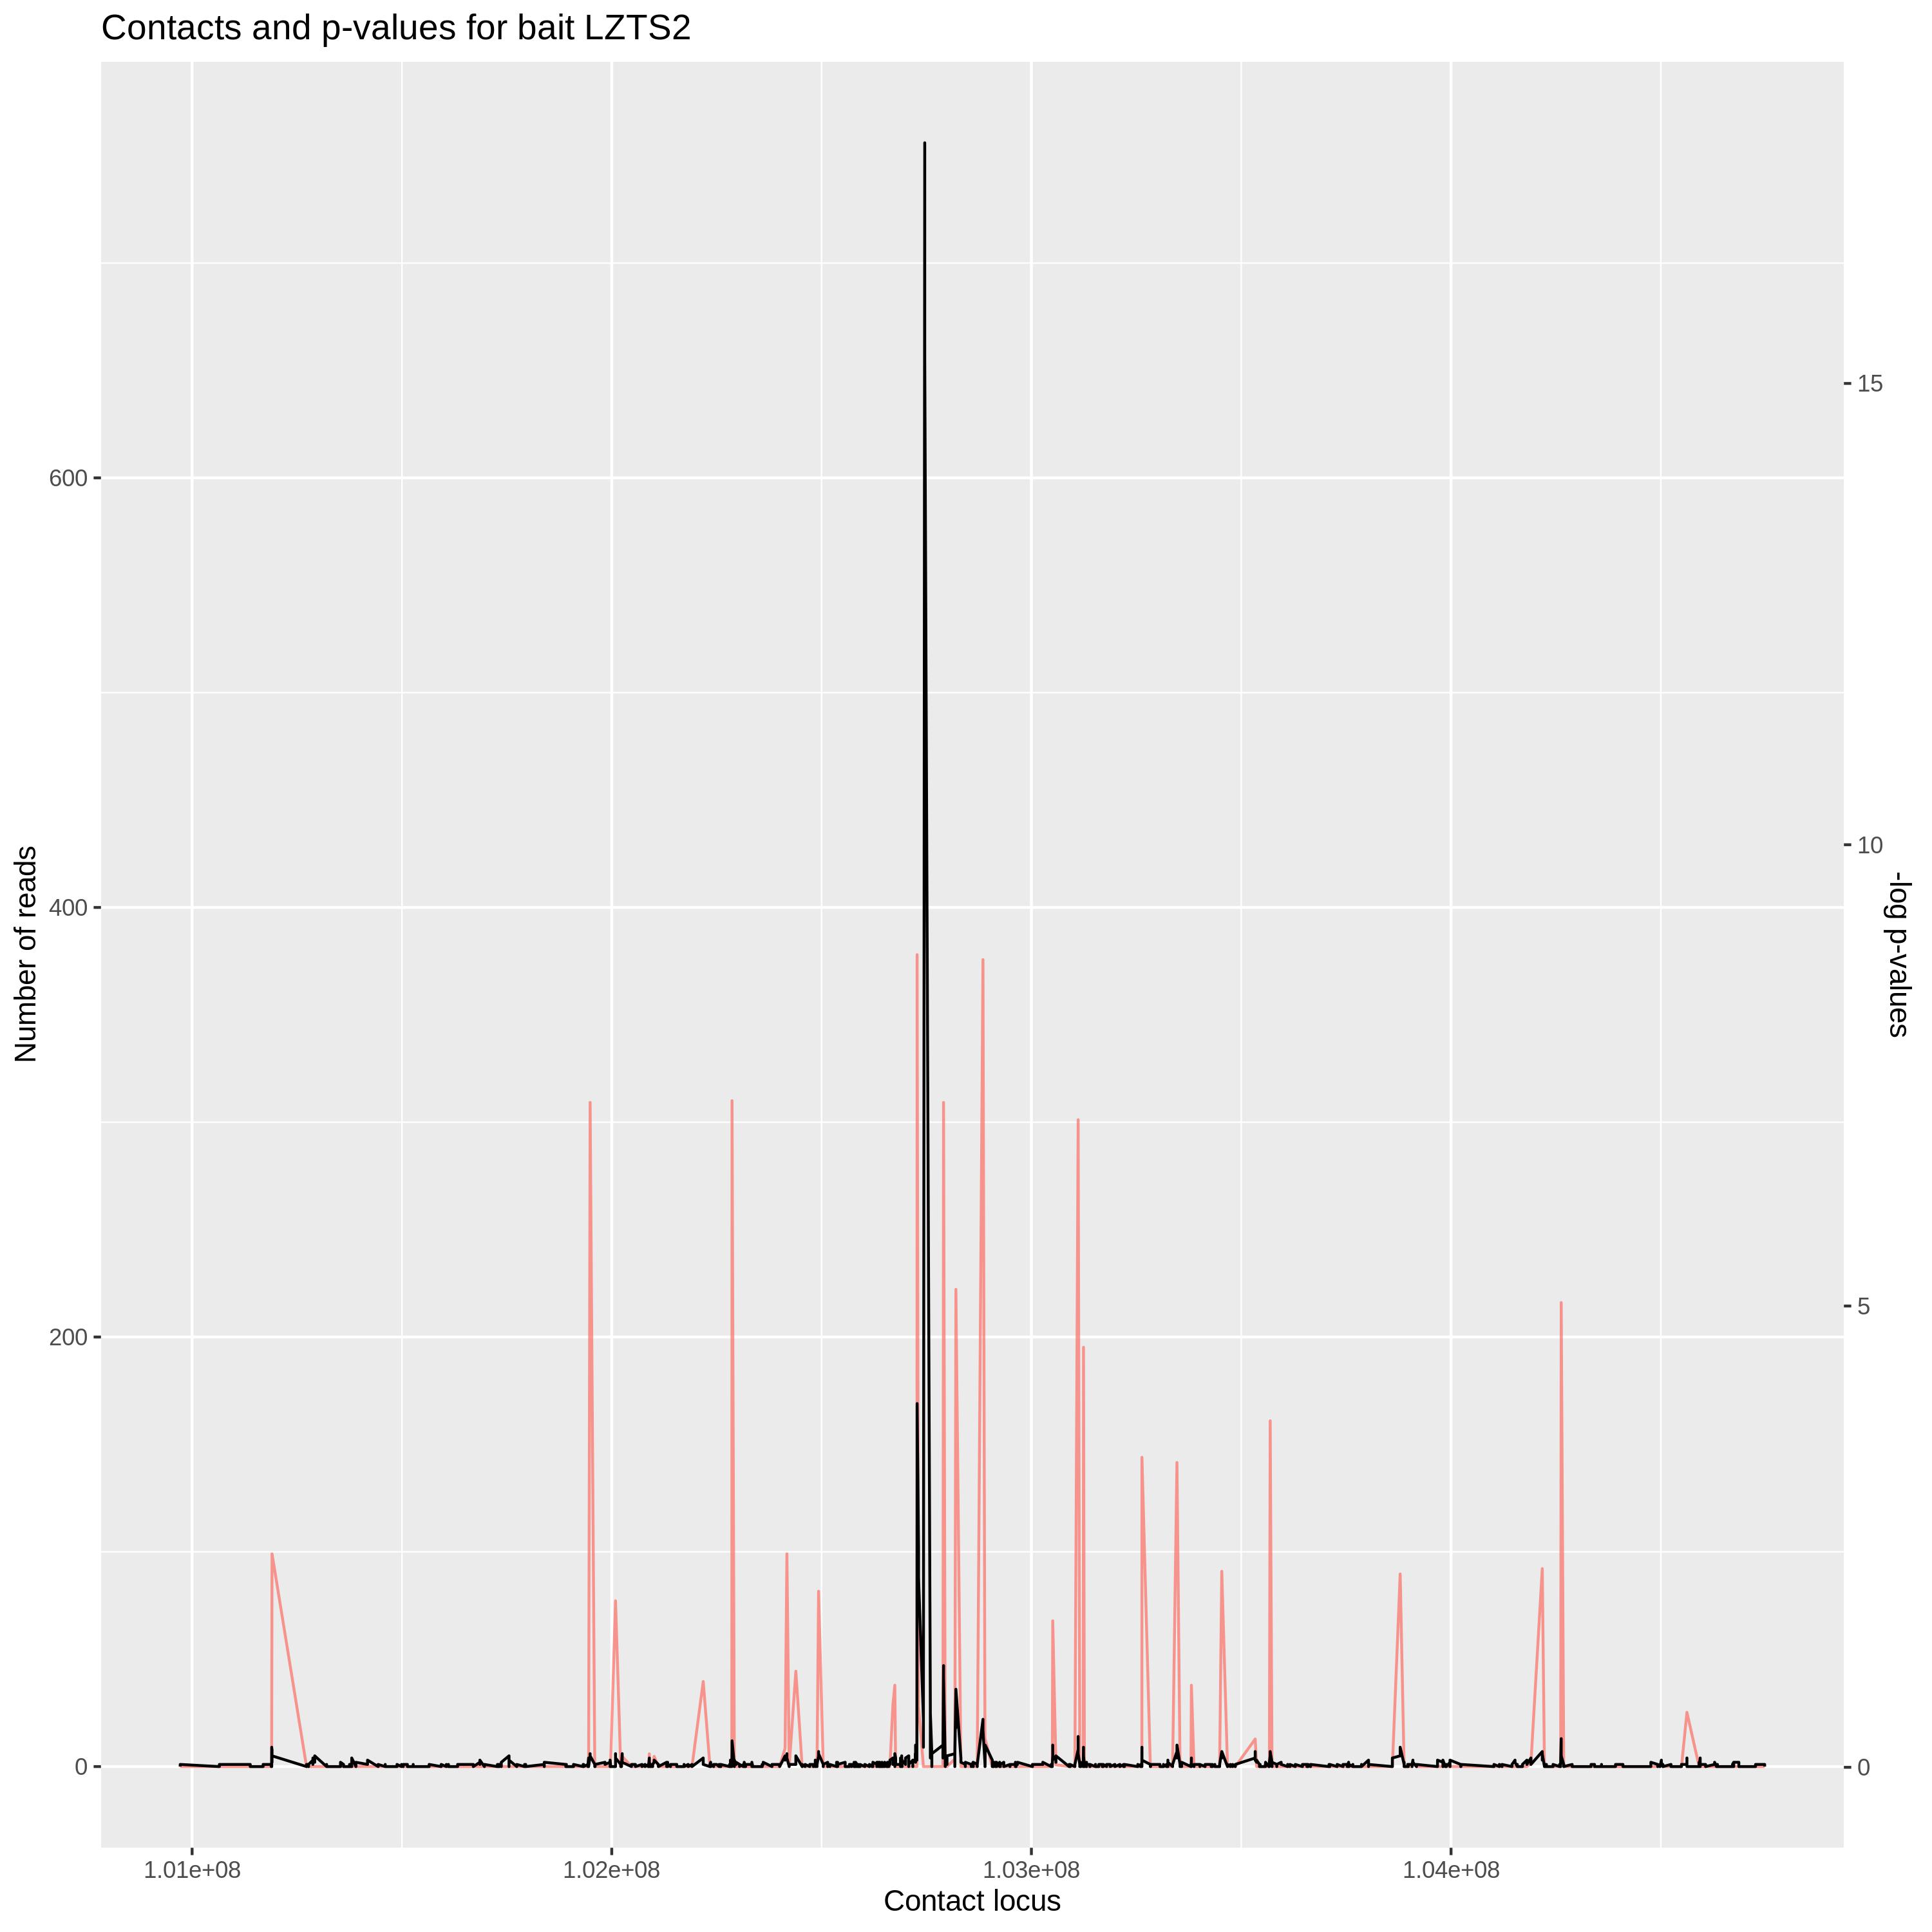 Contacts and p-values for bait LZTS2
Number of reads
600
400
200
0
15
10
5
0
-log p-values
1.01e+08 1.02e+08 1.03e+08 1.04e+08
Contact locus